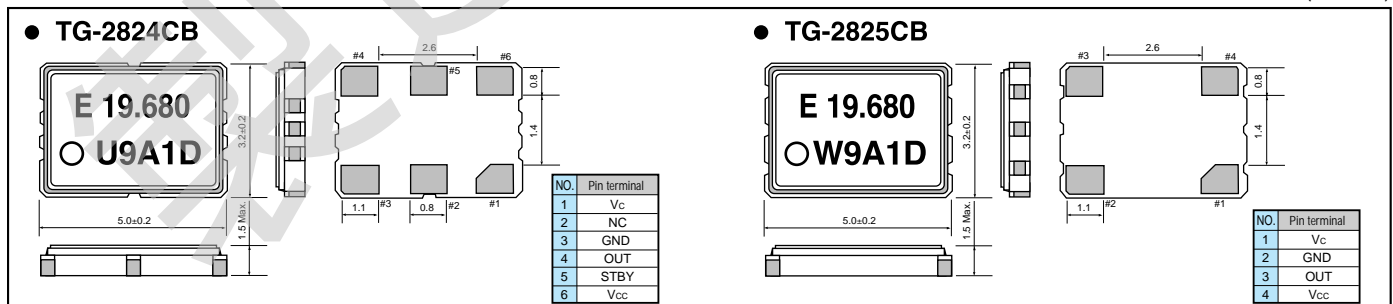 ● TG-2824CB
E 19.680
U9A1D
3.2±0.2
5.0±0.2
1.5 Max.
#4
2.6
#6
#5
0.8
1.4
1.1
#3
0.8
#2
#1
NO. Pin terminal
1 Vc
2 NC
3 GND
4 OUT
5 STBY
6 Vcc
● TG-2825CB
E 19.680
W9A1D
3.2±0.2
5.0±0.2
1.5 Max.
#3
2.6
#4
0.8
1.4
1.1
#2
#1
NO. Pin terminal
1 Vc
2 GND
3 OUT
4 Vcc